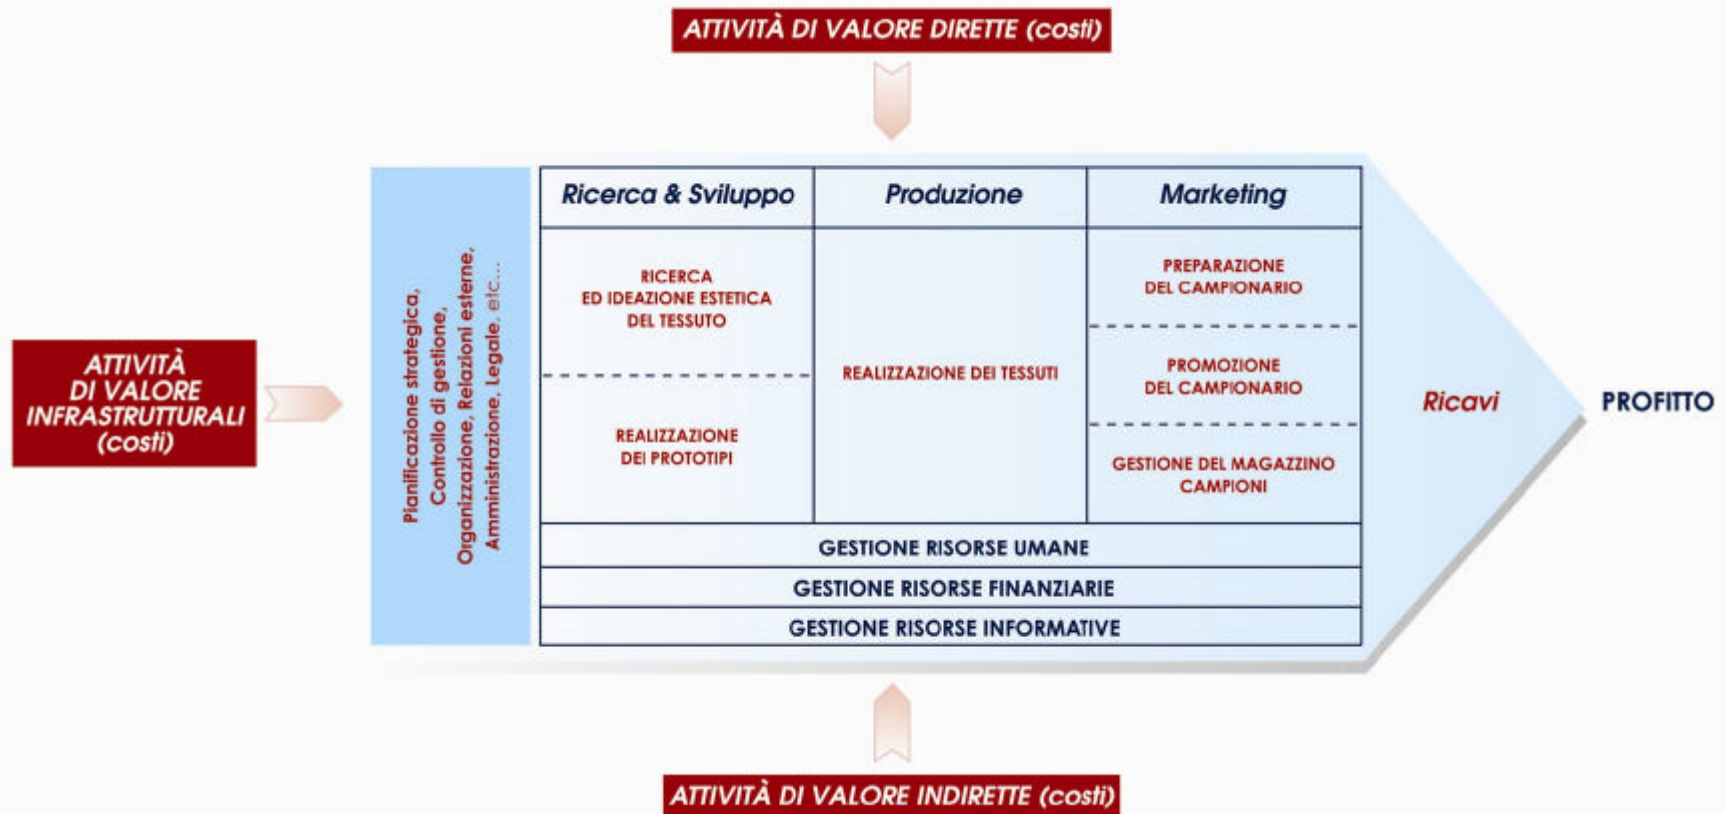 ATTIVITÀ DI VALORE DIRETTE (costi)
ATTIVITÀ
DI VALORE
INFRASTRUTTURALI
(costi)
Pianificazione strategica,
Controllo di gestione,
Organizzazione, Relazioni esterne,
Amministrazione, Legale, etc...
Ricerca & Sviluppo
RICERCA
ED IDEAZIONE ESTETICA
DEL TESSUTO
REALIZZAZIONE
DEI PROTOTIPI
Produzione
REALIZZAZIONE DEI TESSUTI
Marketing
PREPARAZIONE
DEL CAMPIONARIO
PROMOZIONE
DEL CAMPIONARIO
GESTIONE DEL MAGAZZINO
CAMPIONI
GESTIONE RISORSE UMANE
GESTIONE RISORSE FINANZIARIE
GESTIONE RISORSE INFORMATIVE
Ricavi
PROFITTO
ATTIVITÀ DI VALORE INDIRETTE (costi)